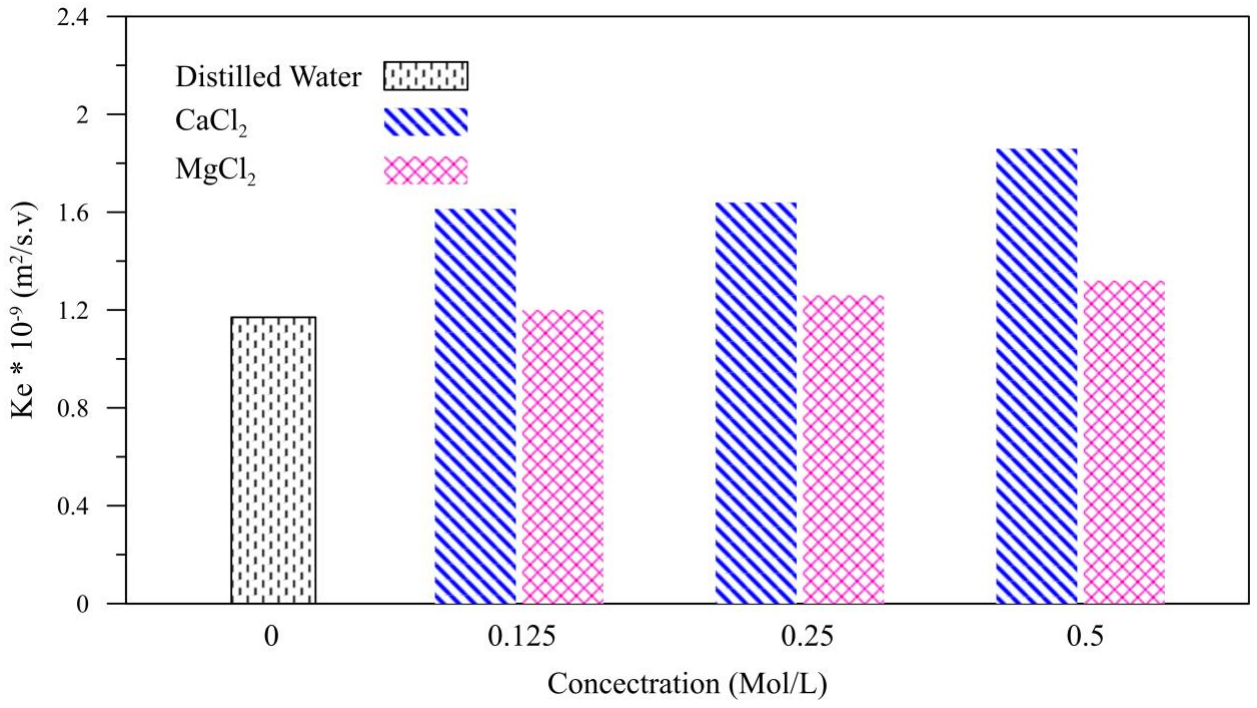 2.4
2
1.6
1.2
0.8
0.4
0
Ke * 10⁻⁹ (m²/s.v)
Distilled Water
CaCl₂
MgCl₂
0 0.125 0.25 0.5
Concectration (Mol/L)